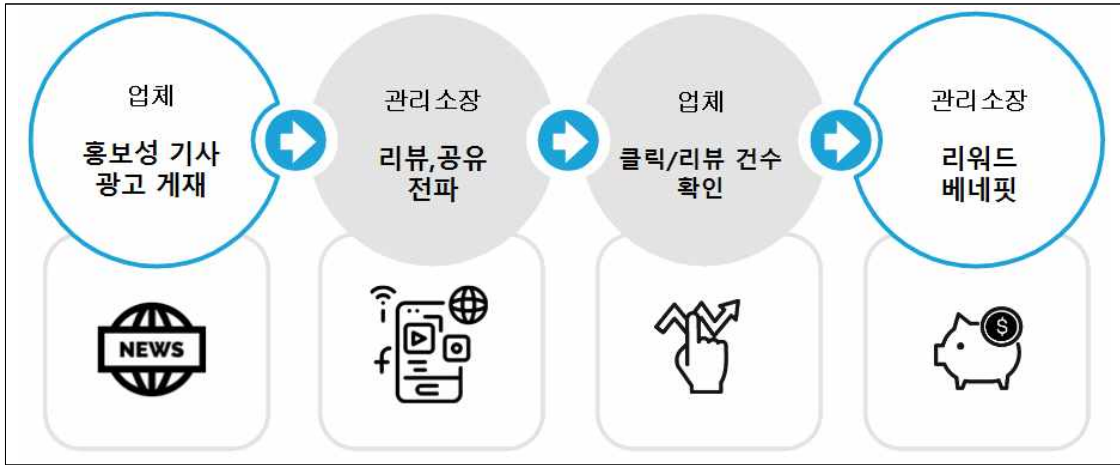 업체
홍보성 기사
광고 게재
관리소장
리뷰,공유
전파
업체
클릭/리뷰 건수
확인
관리소장
리워드
베네핏
NEWS
f
$